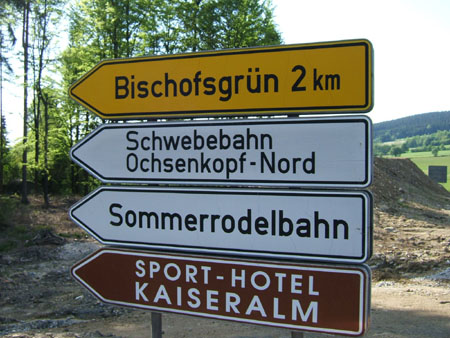 Bischofsgrün 2 km
Schwebebahn
Ochsenkopf-Nord
Sommerrodelbahn
SPORT-HOTEL
KAISERALM